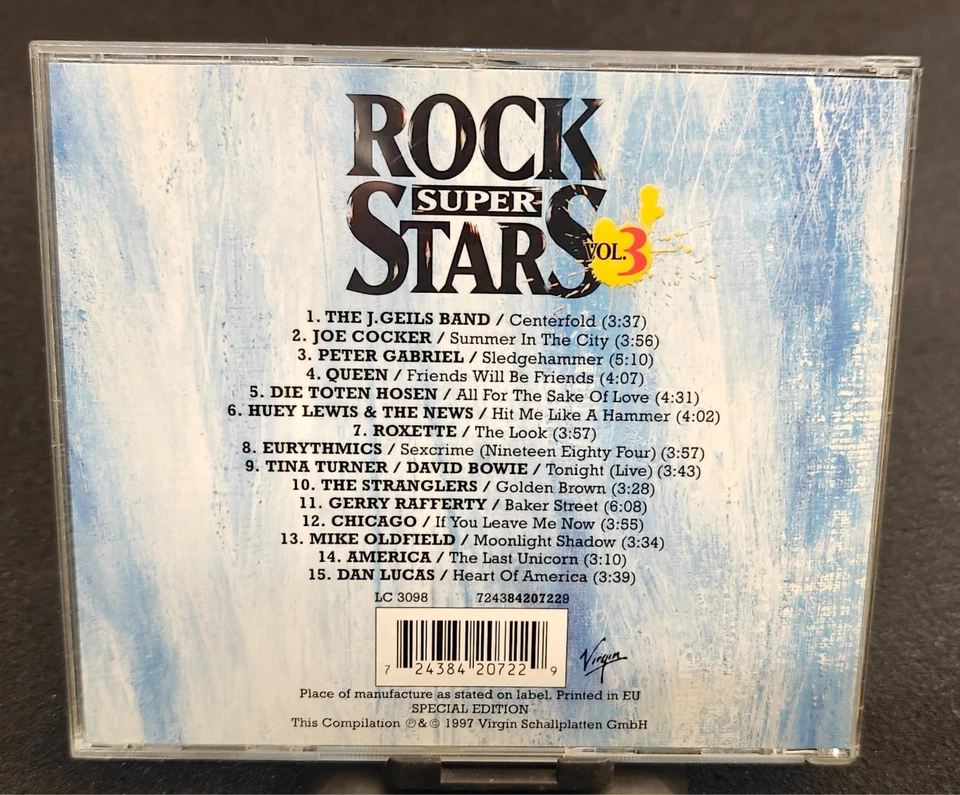 ROCK
SUPER
STARS
VOL.3
1. THE J.GEILS BAND / Centerfold (3:37)
2. JOE COCKER / Summer In The City (3:56)
3. PETER GABRIEL / Sledgehammer (5:10)
4. QUEEN / Friends Will Be Friends (4:07)
5. DIE TOTEN HOSEN / All For The Sake Of Love (4:31)
6. HUEY LEWIS & THE NEWS / Hit Me Like A Hammer (4:02)
7. ROXETTE / The Look (3:57)
8. EURYTHMICS / Sexcrime (Nineteen Eighty Four) (3:57)
9. TINA TURNER / DAVID BOWIE / Tonight (Live) (3:43)
10. THE STRANGLERS / Golden Brown (3:28)
11. GERRY RAFFERTY / Baker Street (6:08)
12. CHICAGO / If You Leave Me Now (3:55)
13. MIKE OLDFIELD / Moonlight Shadow (3:34)
14. AMERICA / The Last Unicorn (3:10)
15. DAN LUCAS / Heart Of America (3:39)
LC 3098 724384207229
7 24384 20722 9
Virgin
Place of manufacture as stated on label. Printed in EU
SPECIAL EDITION
This Compilation ℗ & © 1997 Virgin Schallplatten GmbH